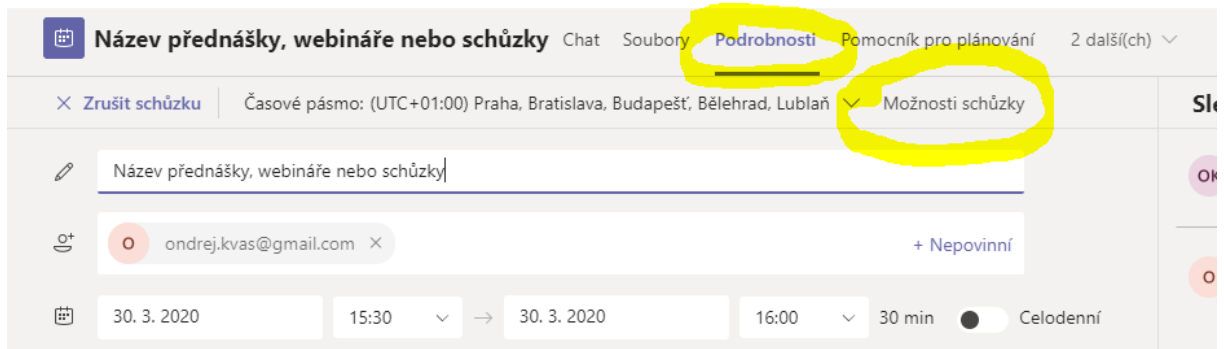 Název přednášky, webináře nebo schůzky Chat Soubory Podrobnosti Pomocník pro plánování 2 další(ch)
Zrušit schůzku Časové pásmo: (UTC+01:00) Praha, Bratislava, Budapešť, Bělehrad, Lublaň Možnosti schůzky
Název přednášky, webináře nebo schůzky
OK
O ondrej.kvas@gmail.com × + Nepovinní
O
30. 3. 2020 15:30 → 30. 3. 2020 16:00 30 min Celodenní